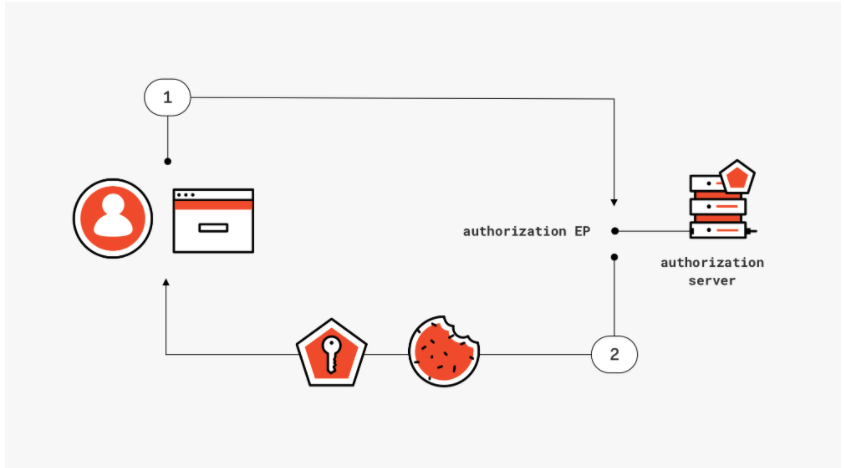 1
authorization EP
authorization
server
2